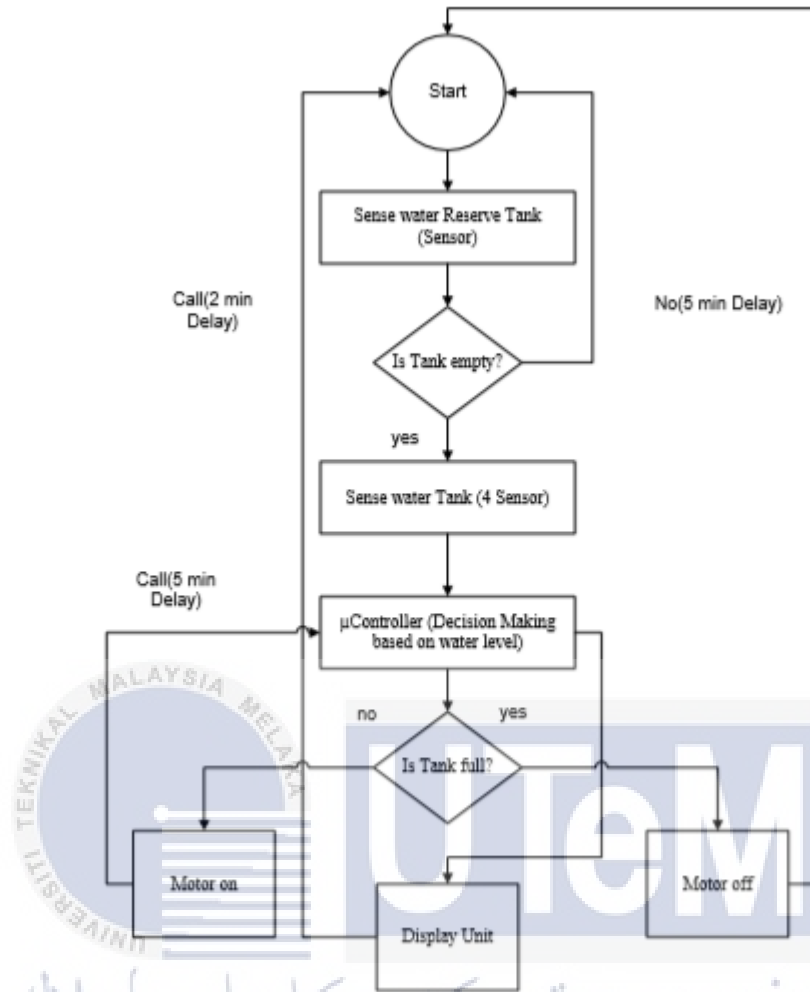 Start
Sense water Reserve Tank
(Sensor)
Call(2 min
Delay)
No(5 min Delay)
Is Tank empty?
yes
Sense water Tank (4 Sensor)
Call(5 min
Delay)
µController (Decision Making
based on water level)
no
yes
Is Tank full?
Motor on
Motor off
Display Unit
UNIVERSITI TEKNIKAL MALAYSIA MELAKA
UTeM